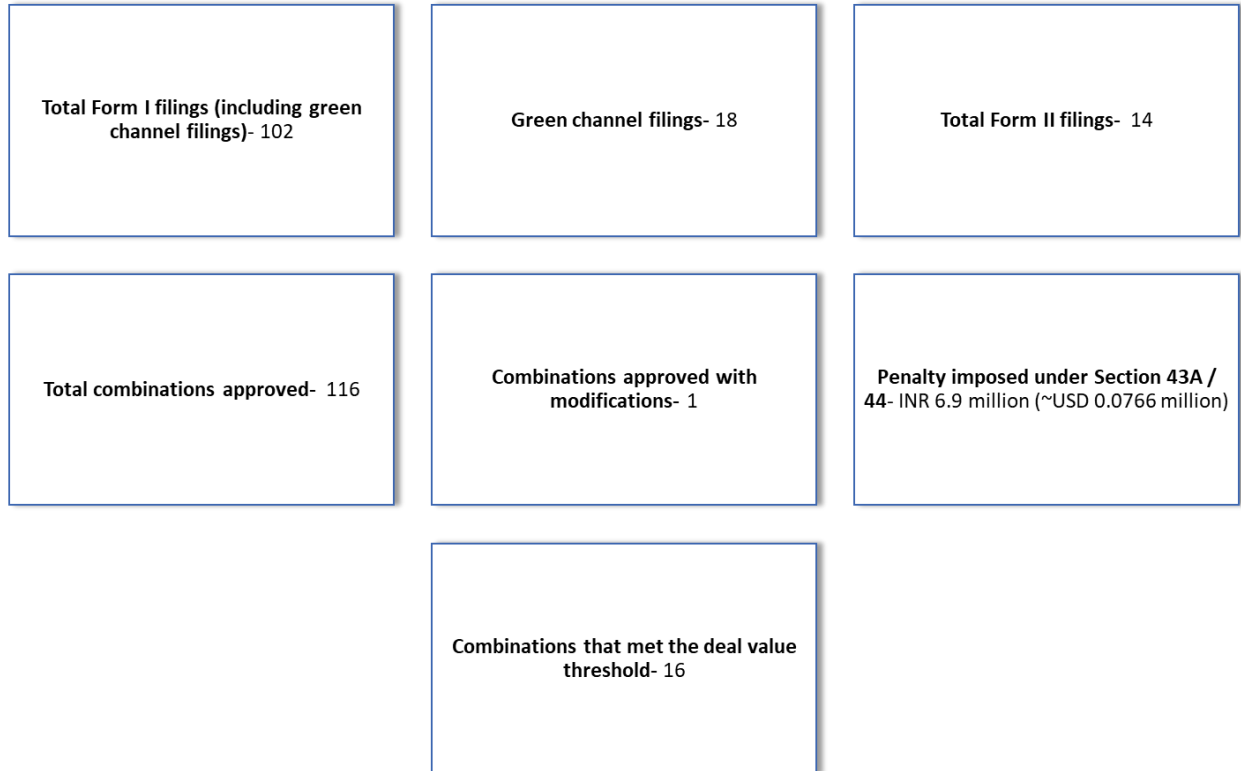 Total Form I filings (including green
channel filings)- 102
Green channel filings- 18
Total Form II filings- 14
Total combinations approved- 116
Combinations approved with
modifications- 1
Penalty imposed under Section 43A /
44- INR 6.9 million (~USD 0.0766 million)
Combinations that met the deal value
threshold- 16